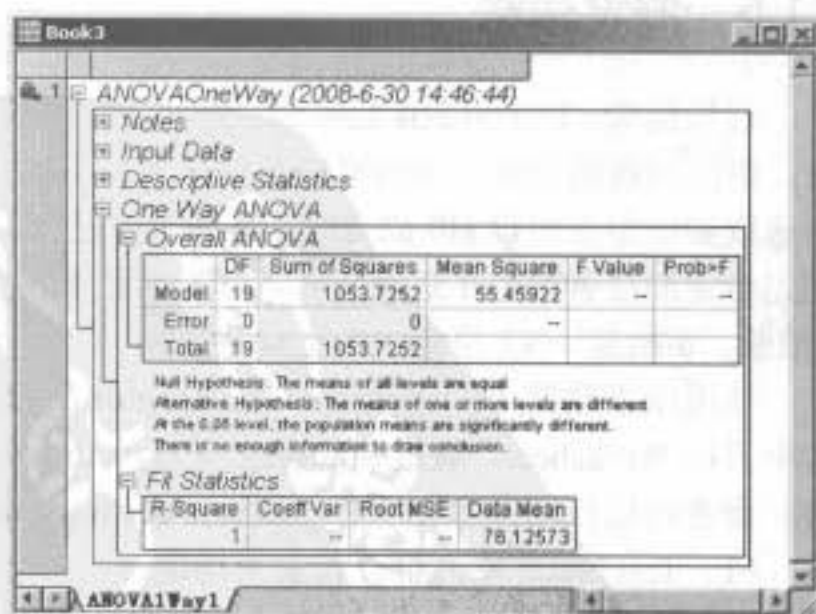 Book3
1 ANOVAOneWay (2008-6-30 14:46:44)
Notes
Input Data
Descriptive Statistics
One Way ANOVA
Overall ANOVA
DF Sum of Squares Mean Square F Value Prob>F
Model 19 1053.7252 55.45922 -- --
Error 0 0 --
Total 19 1053.7252
Null Hypothesis: The means of all levels are equal
Alternative Hypothesis: The means of one or more levels are different
At the 0.05 level, the population means are significantly different.
There is no enough information to draw conclusion.
Fit Statistics
R-Square Coeff Var Root MSE Data Mean
1 -- -- 78.12573
ANOVA1Way1